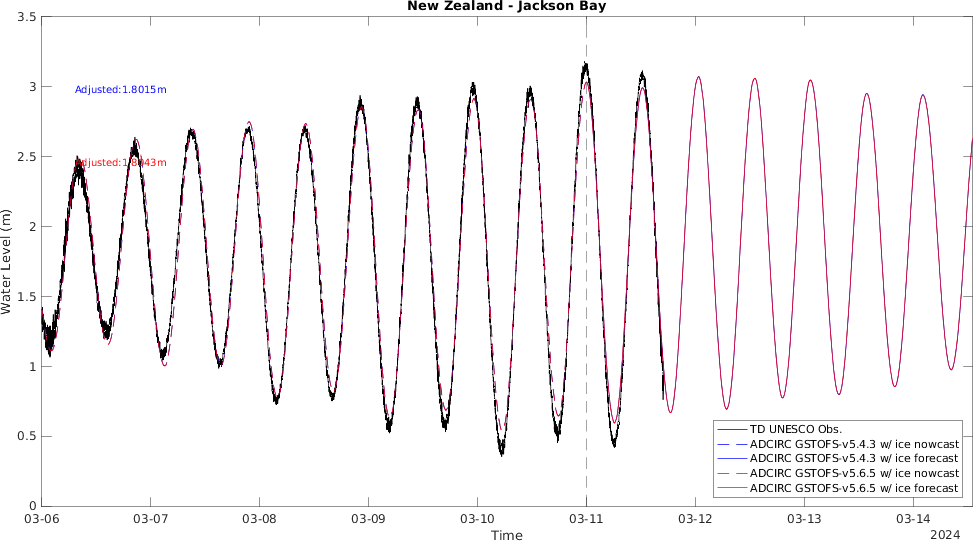 New Zealand - Jackson Bay
3.5
3
2.5
2
1.5
1
0.5
0
Water Level (m)
Adjusted:1.8015m
Adjusted:1.8043m
TD UNESCO Obs.
ADCIRC GSTOFS-v5.4.3 w/ ice nowcast
ADCIRC GSTOFS-v5.4.3 w/ ice forecast
ADCIRC GSTOFS-v5.6.5 w/ ice nowcast
ADCIRC GSTOFS-v5.6.5 w/ ice forecast
03-06 03-07 03-08 03-09 03-10 03-11 03-12 03-13 03-14
Time
2024